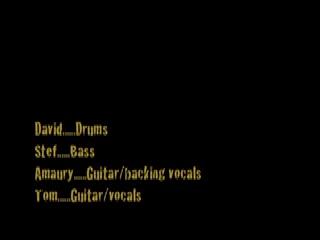 David......Drums
Stef.....Bass
Amaury.....Guitar/backing vocals
Tom.....Guitar/vocals